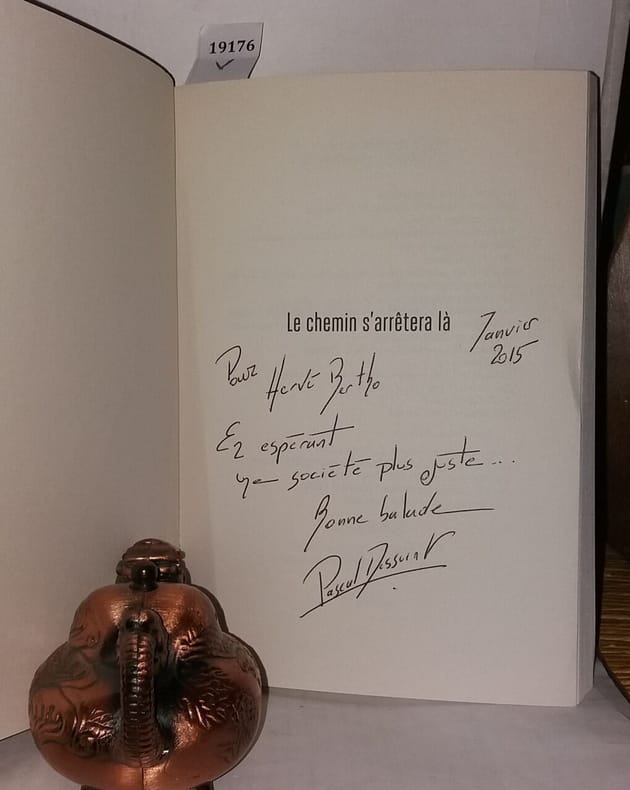 19176
Le chemin s'arrêtera là
Janvier
2015
Pour
Hervé Bertho
En espérant
une société plus juste...
Bonne balade
Pascal Dessaint